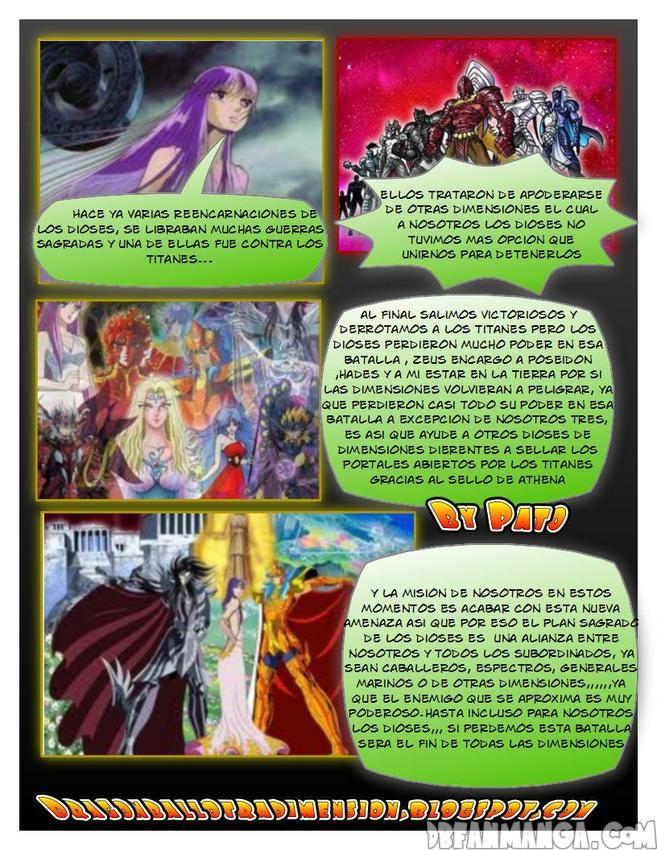 HACE YA VARIAS REENCARNACIONES DE
LOS DIOSES, SE LIBRABAN MUCHAS GUERRAS
SAGRADAS Y UNA DE ELLAS FUE CONTRA LOS
TITANES...
ELLOS TRATARON DE APODERARSE
DE OTRAS DIMENSIONES EL CUAL
A NOSOTROS LOS DIOSES NO
TUVIMOS MAS OPCION QUE
UNIRNOS PARA DETENERLOS
AL FINAL SALIMOS VICTORIOSOS Y
DERROTAMOS A LOS TITANES PERO LOS
DIOSES PERDIERON MUCHO PODER EN ESA
BATALLA , ZEUS ENCARGO A POSEIDON
,HADES Y A MI ESTAR EN LA TIERRA POR SI
LAS DIMENSIONES VOLVIERAN A PELIGRAR, YA
QUE PERDIERON CASI TODO SU PODER EN ESA
BATALLA A EXCEPCION DE NOSOTROS TRES,
ES ASI QUE AYUDE A OTROS DIOSES DE
DIMENSIONES DIERENTES A SELLAR LOS
PORTALES ABIERTOS POR LOS TITANES
GRACIAS AL SELLO DE ATHENA
BY PATO
Y LA MISION DE NOSOTROS EN ESTOS
MOMENTOS ES ACABAR CON ESTA NUEVA
AMENAZA ASI QUE POR ESO EL PLAN SAGRADO
DE LOS DIOSES ES UNA ALIANZA ENTRE
NOSOTROS Y TODOS LOS SUBORDINADOS, YA
SEAN CABALLEROS, ESPECTROS, GENERALES
MARINOS O DE OTRAS DIMENSIONES,,,,,,YA
QUE EL ENEMIGO QUE SE APROXIMA ES MUY
PODEROSO.HASTA INCLUSO PARA NOSOTROS
LOS DIOSES,,, SI PERDEMOS ESTA BATALLA
SERA EL FIN DE TODAS LAS DIMENSIONES
DRAGONBALLOTRADIMENSION.BLOGSPOT.COM
DBFANMANGA.COM